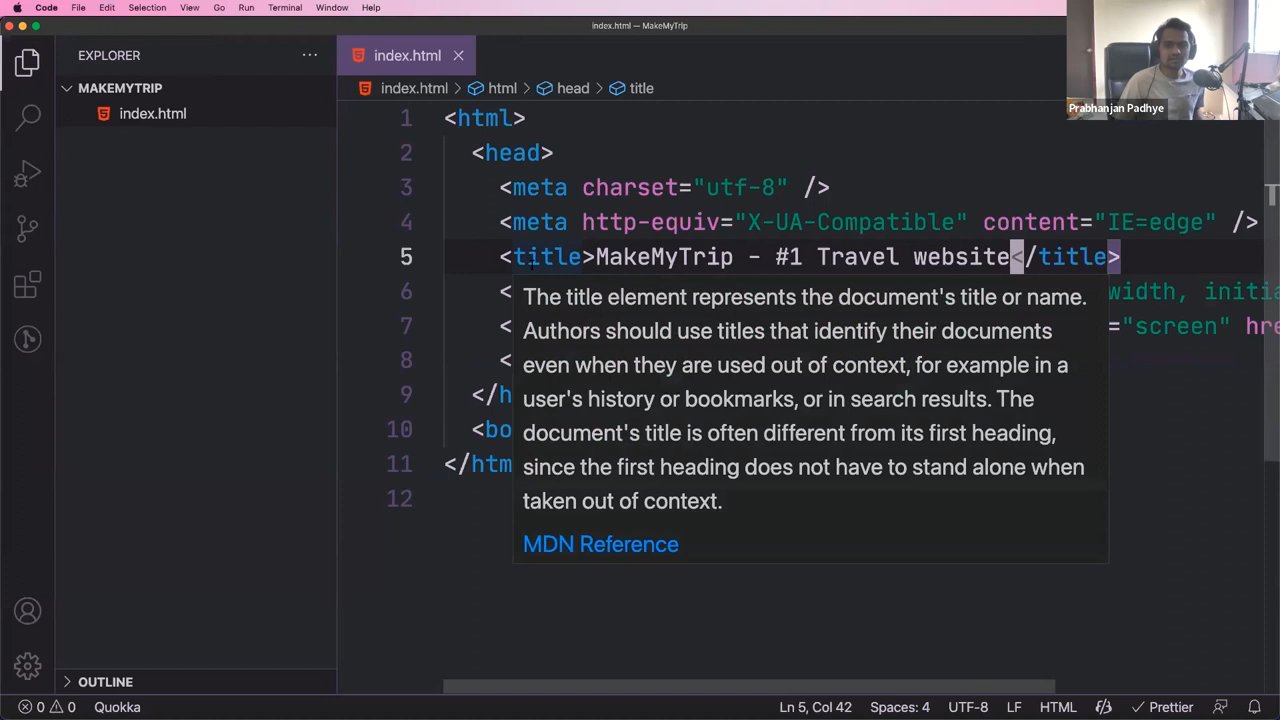 Code File Edit Selection View Go Run Terminal Window Help
index.html — MakeMyTrip
EXPLORER
index.html
Prabhanjan Padhye
MAKEMYTRIP
index.html
index.html > html > head > title
1 <html>
2 <head>
3 <meta charset="utf-8" />
4 <meta http-equiv="X-UA-Compatible" content="IE=edge" />
5 <title>MakeMyTrip - #1 Travel website</title>
6 < width, initia
7 < ="screen" hre
8 <
9 </h
10 <bo
11 </htm
12
The title element represents the document's title or name.
Authors should use titles that identify their documents
even when they are used out of context, for example in a
user's history or bookmarks, or in search results. The
document's title is often different from its first heading,
since the first heading does not have to stand alone when
taken out of context.
MDN Reference
OUTLINE
0 0 Quokka Ln 5, Col 42 Spaces: 4 UTF-8 LF HTML Prettier